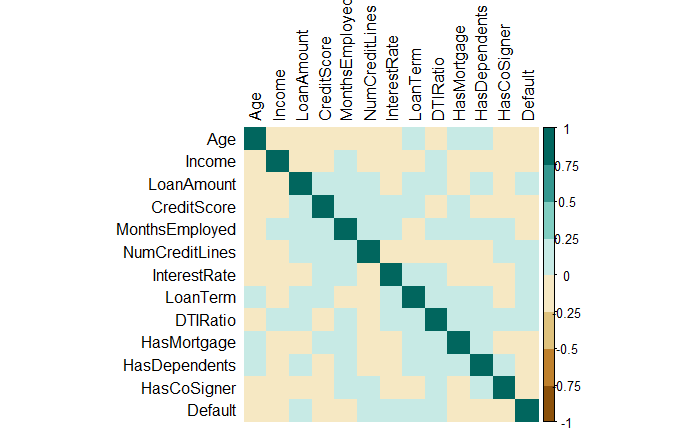 Age
Income
LoanAmount
CreditScore
MonthsEmployed
NumCreditLines
InterestRate
LoanTerm
DTIRatio
HasMortgage
HasDependents
HasCoSigner
Default
Age
Income
LoanAmount
CreditScore
MonthsEmployed
NumCreditLines
InterestRate
LoanTerm
DTIRatio
HasMortgage
HasDependents
HasCoSigner
Default
1
0.75
0.5
0.25
0
-0.25
-0.5
-0.75
-1